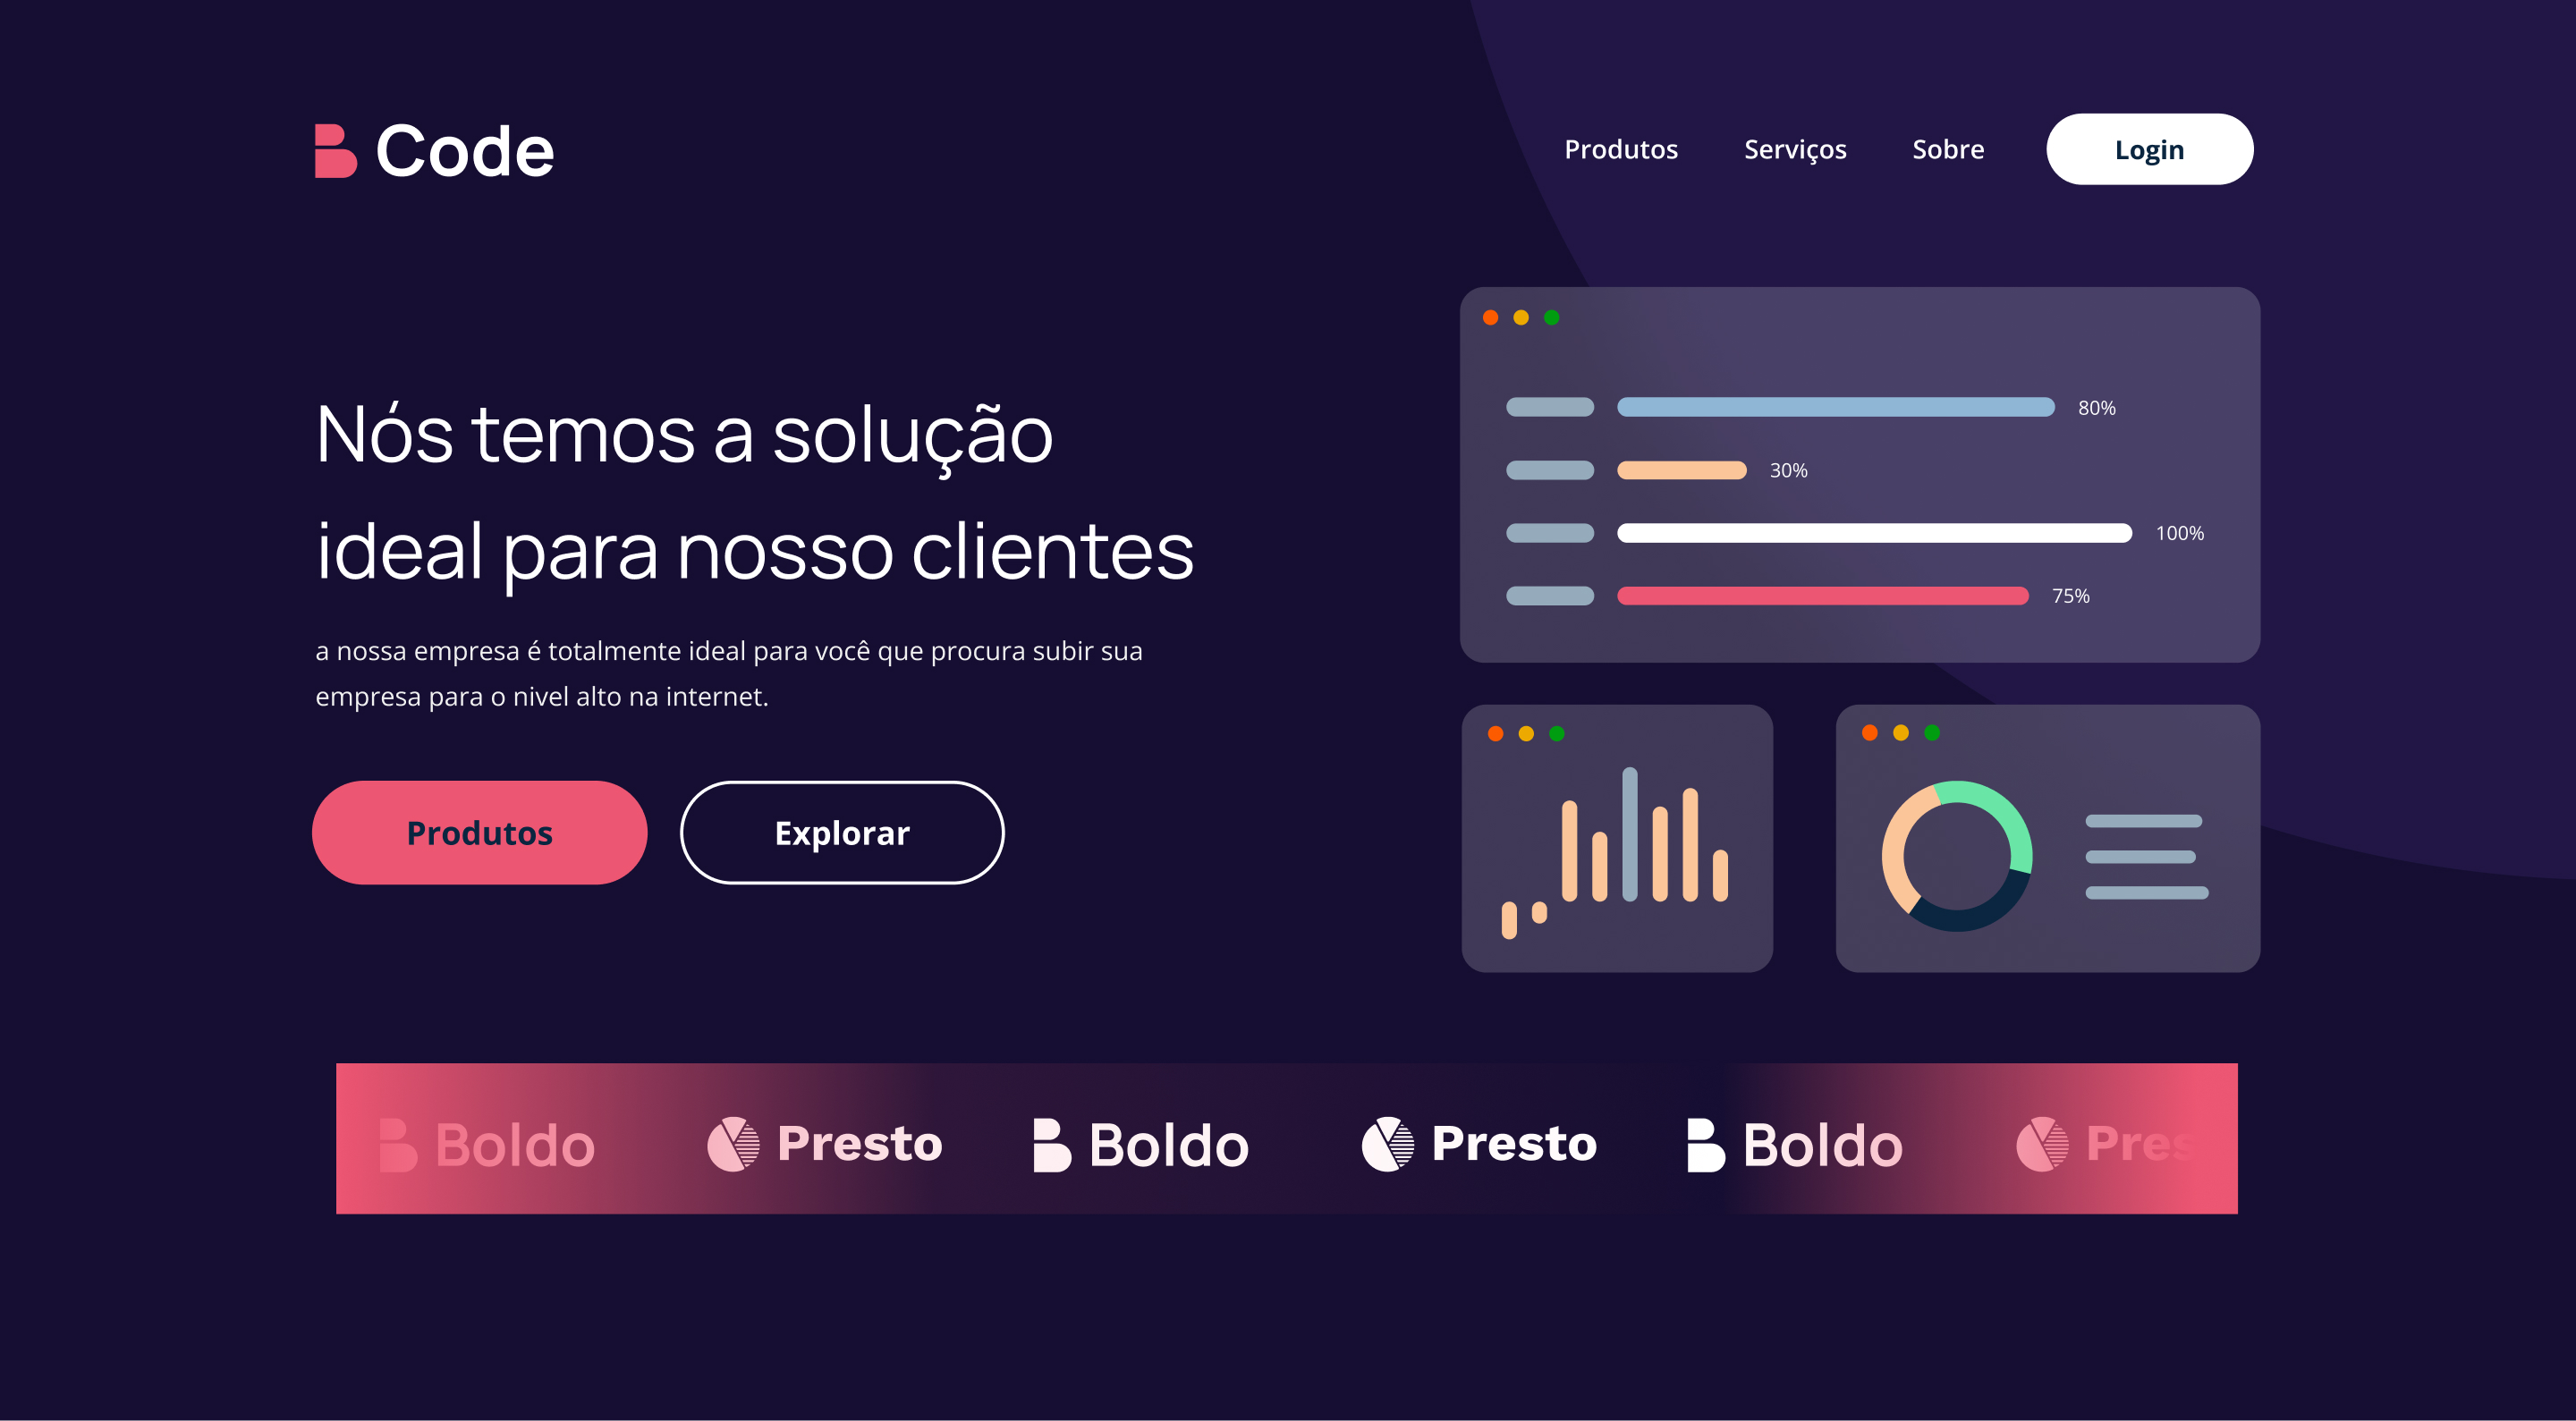 Code
Produtos Serviços Sobre Login
Nós temos a solução
ideal para nosso clientes
a nossa empresa é totalmente ideal para você que procura subir sua
empresa para o nivel alto na internet.
Produtos Explorar
80%
30%
100%
75%
Boldo Presto Boldo Presto Boldo Pres